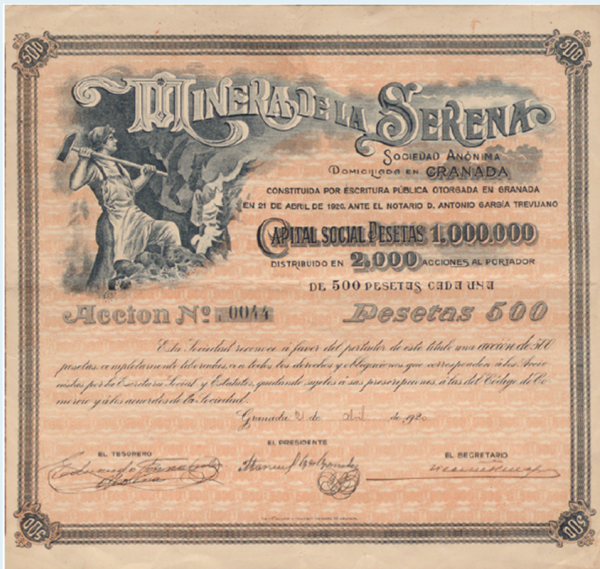 500 500
MINERA DE LA SERENA
SOCIEDAD ANÓNIMA
DOMICILIADA EN GRANADA
CONSTITUIDA POR ESCRITURA PÚBLICA OTORGADA EN GRANADA
EN 21 DE ABRIL DE 1920, ANTE EL NOTARIO D. ANTONIO GARCÍA TREVIJANO
CAPITAL SOCIAL PESETAS 1.000.000
DISTRIBUIDO EN 2.000 ACCIONES AL PORTADOR
DE 500 PESETAS CADA UNA
Accion Nº 0044 Pesetas 500
Esta Sociedad reconoce a favor del portador de este título una acción de 500
pesetas, completamente liberadas, con todos los derechos y obligaciones que corresponden á los Accio-
nistas por la Escritura Social y Estatutos, quedando sujetos á sus prescripciones, á las del Código de Co-
mercio y á los acuerdos de la Sociedad.
Granada 21 de Abril de 1920
EL TESORERO EL PRESIDENTE EL SECRETARIO
500 500